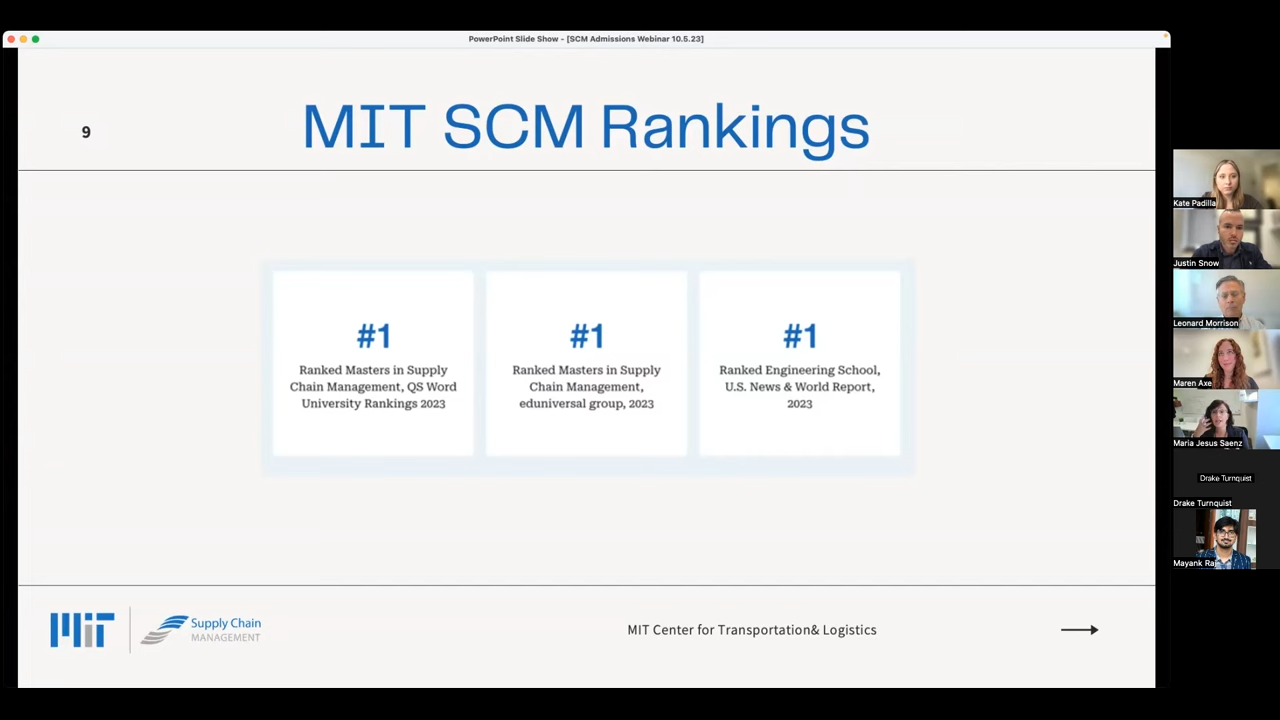 PowerPoint Slide Show - [SCM Admissions Webinar 10.5.23]
9
MIT SCM Rankings
#1
Ranked Masters in Supply
Chain Management, QS Word
University Rankings 2023
#1
Ranked Masters in Supply
Chain Management,
eduniversal group, 2023
#1
Ranked Engineering School,
U.S. News & World Report,
2023
MIT
Supply Chain
MANAGEMENT
MIT Center for Transportation& Logistics
Kate Padilla
Justin Snow
Leonard Morrison
Maren Axe
Maria Jesus Saenz
Drake Turnquist
Drake Turnquist
Mayank Raj